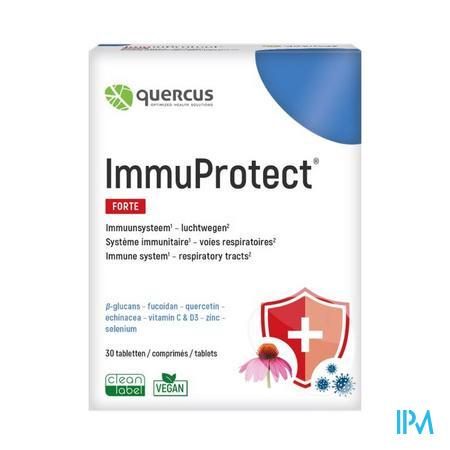 ImmuProtect
quercus
OPTIMIZED HEALTH SOLUTIONS
ImmuProtect®
FORTE
Immuunsysteem¹ – luchtwegen²
Système immunitaire¹ – voies respiratoires²
Immune system¹ – respiratory tracts²
β-glucans – fucoidan – quercetin –
echinacea – vitamin C & D3 – zinc –
selenium
30 tabletten / comprimés / tablets
clean
label
VEGAN
IPM